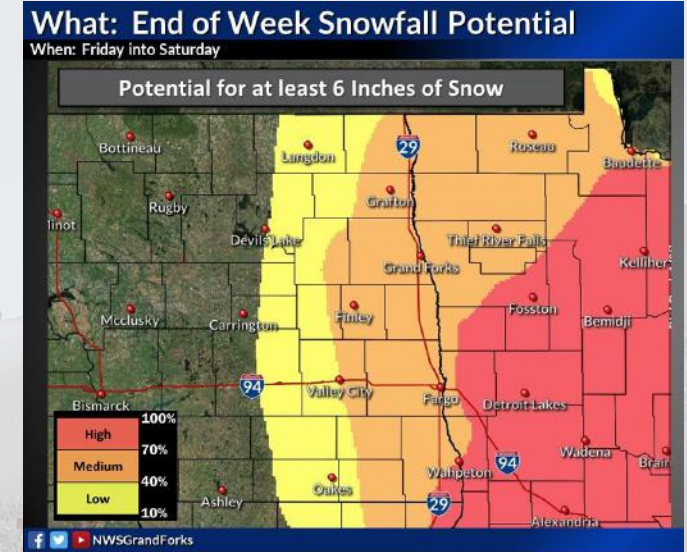 What: End of Week Snowfall Potential
When: Friday into Saturday
Potential for at least 6 Inches of Snow
Bottineau
Langdon
29
Roseau
Baudette
Rugby
Grafton
Minot
Devils Lake
Thief River Falls
Grand Forks
Kelliher
Mcclusky
Carrington
Finley
Fosston
Bemidji
94
Valley City
Fargo
Detroit Lakes
Bismarck
100%
High
70%
Medium
40%
Low
10%
Wadena
Brain
Wahpeton
94
Ashley
Oakes
29
Alexandria
NWSGrandForks